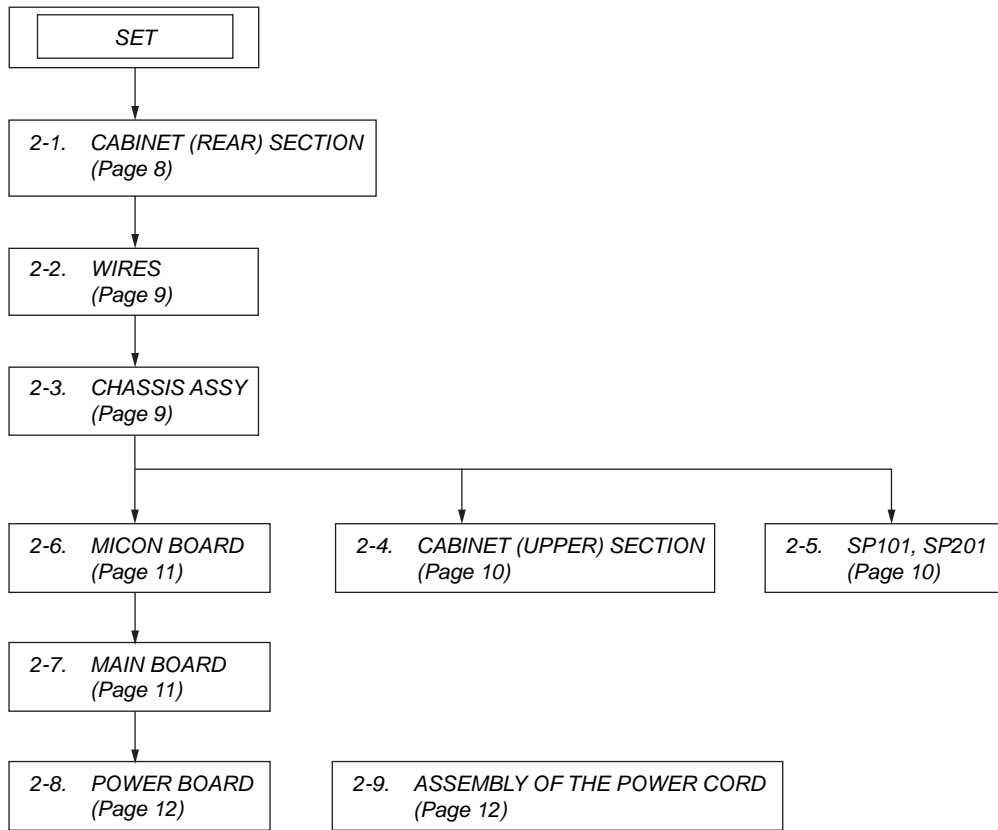 SET
2-1. CABINET (REAR) SECTION
(Page 8)
2-2. WIRES
(Page 9)
2-3. CHASSIS ASSY
(Page 9)
2-6. MICON BOARD
(Page 11)
2-4. CABINET (UPPER) SECTION
(Page 10)
2-5. SP101, SP201
(Page 10)
2-7. MAIN BOARD
(Page 11)
2-8. POWER BOARD
(Page 12)
2-9. ASSEMBLY OF THE POWER CORD
(Page 12)